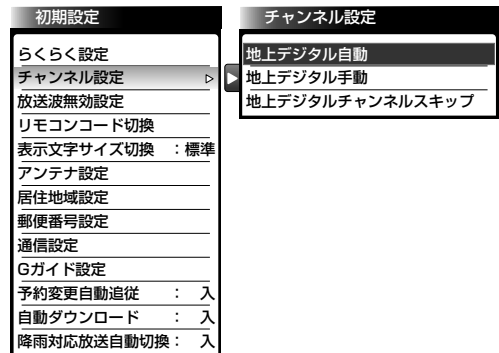 初期設定
らくらく設定
チャンネル設定
放送波無効設定
リモコンコード切換
表示文字サイズ切換 ：標準
アンテナ設定
居住地域設定
郵便番号設定
通信設定
Gガイド設定
予約変更自動追従 ： 入
自動ダウンロード ： 入
降雨対応放送自動切換： 入
チャンネル設定
地上デジタル自動
地上デジタル手動
地上デジタルチャンネルスキップ